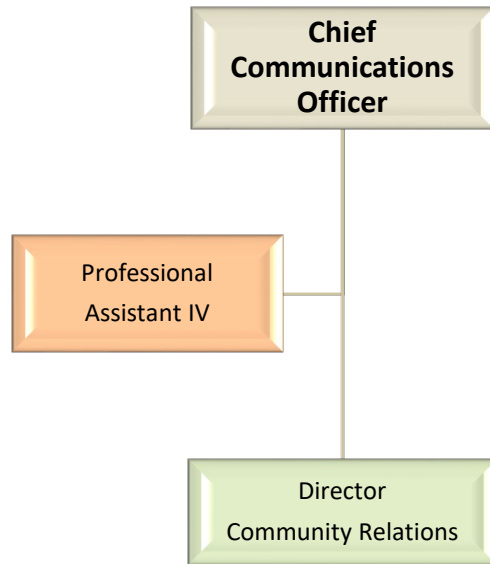 Chief
Communications
Officer
Professional
Assistant IV
Director
Community Relations